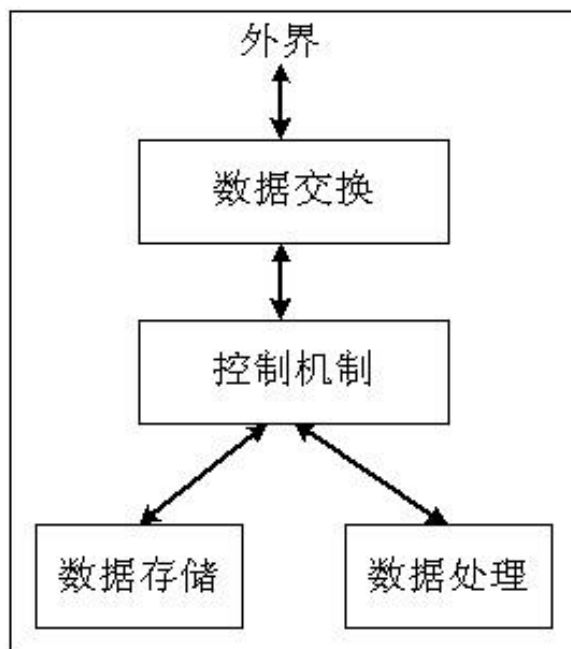 外界
数据交换
控制机制
数据存储
数据处理